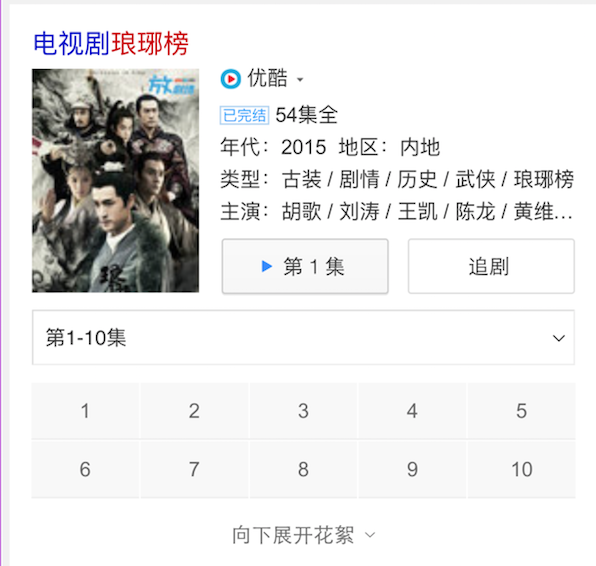 电视剧琅琊榜
优酷
已完结 54集全
年代：2015 地区：内地
类型：古装 / 剧情 / 历史 / 武侠 / 琅琊榜
主演：胡歌 / 刘涛 / 王凯 / 陈龙 / 黄维…
第 1 集 追剧
第1-10集
1 2 3 4 5
6 7 8 9 10
向下展开花絮